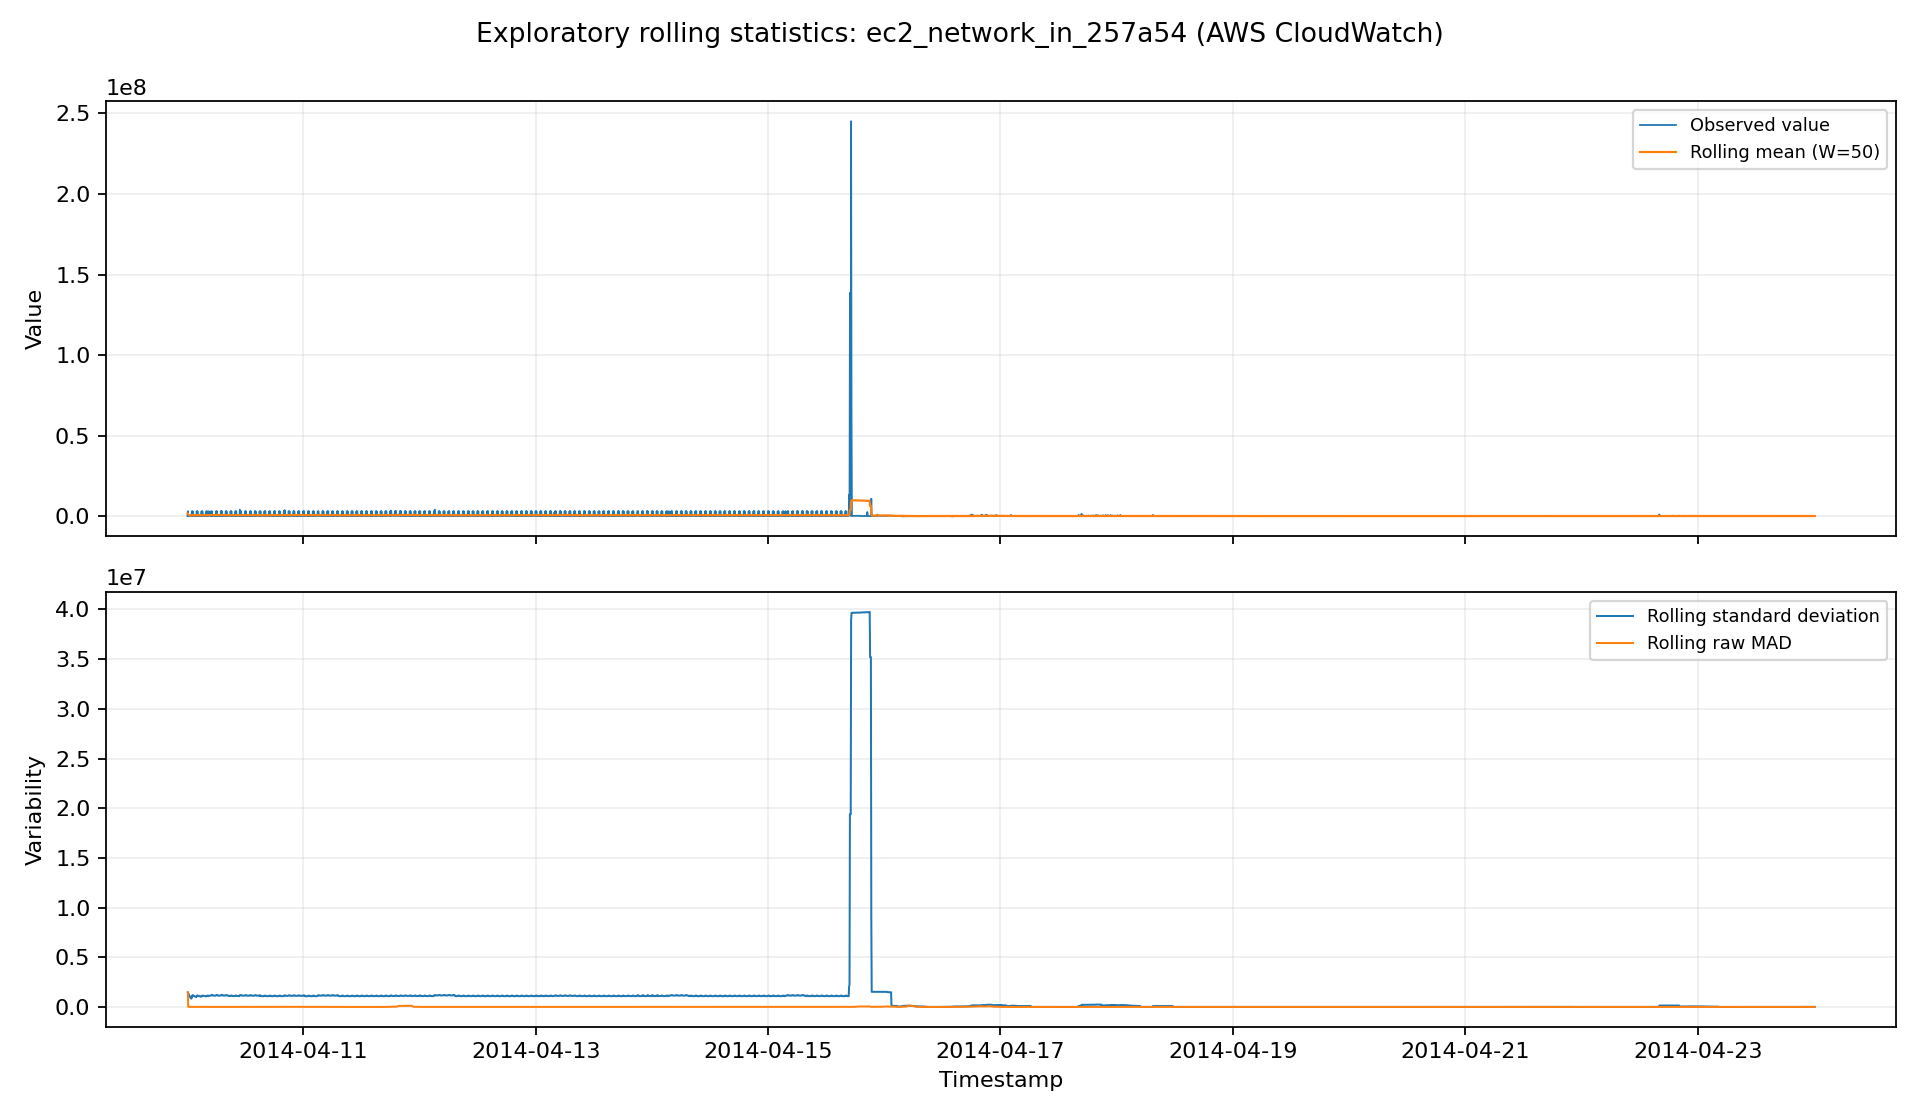 Exploratory rolling statistics: ec2_network_in_257a54 (AWS CloudWatch)
1e8
2.5
2.0
1.5
1.0
0.5
0.0
Value
Observed value
Rolling mean (W=50)
1e7
4.0
3.5
3.0
2.5
2.0
1.5
1.0
0.5
0.0
Variability
Rolling standard deviation
Rolling raw MAD
2014-04-11
2014-04-13
2014-04-15
2014-04-17
2014-04-19
2014-04-21
2014-04-23
Timestamp